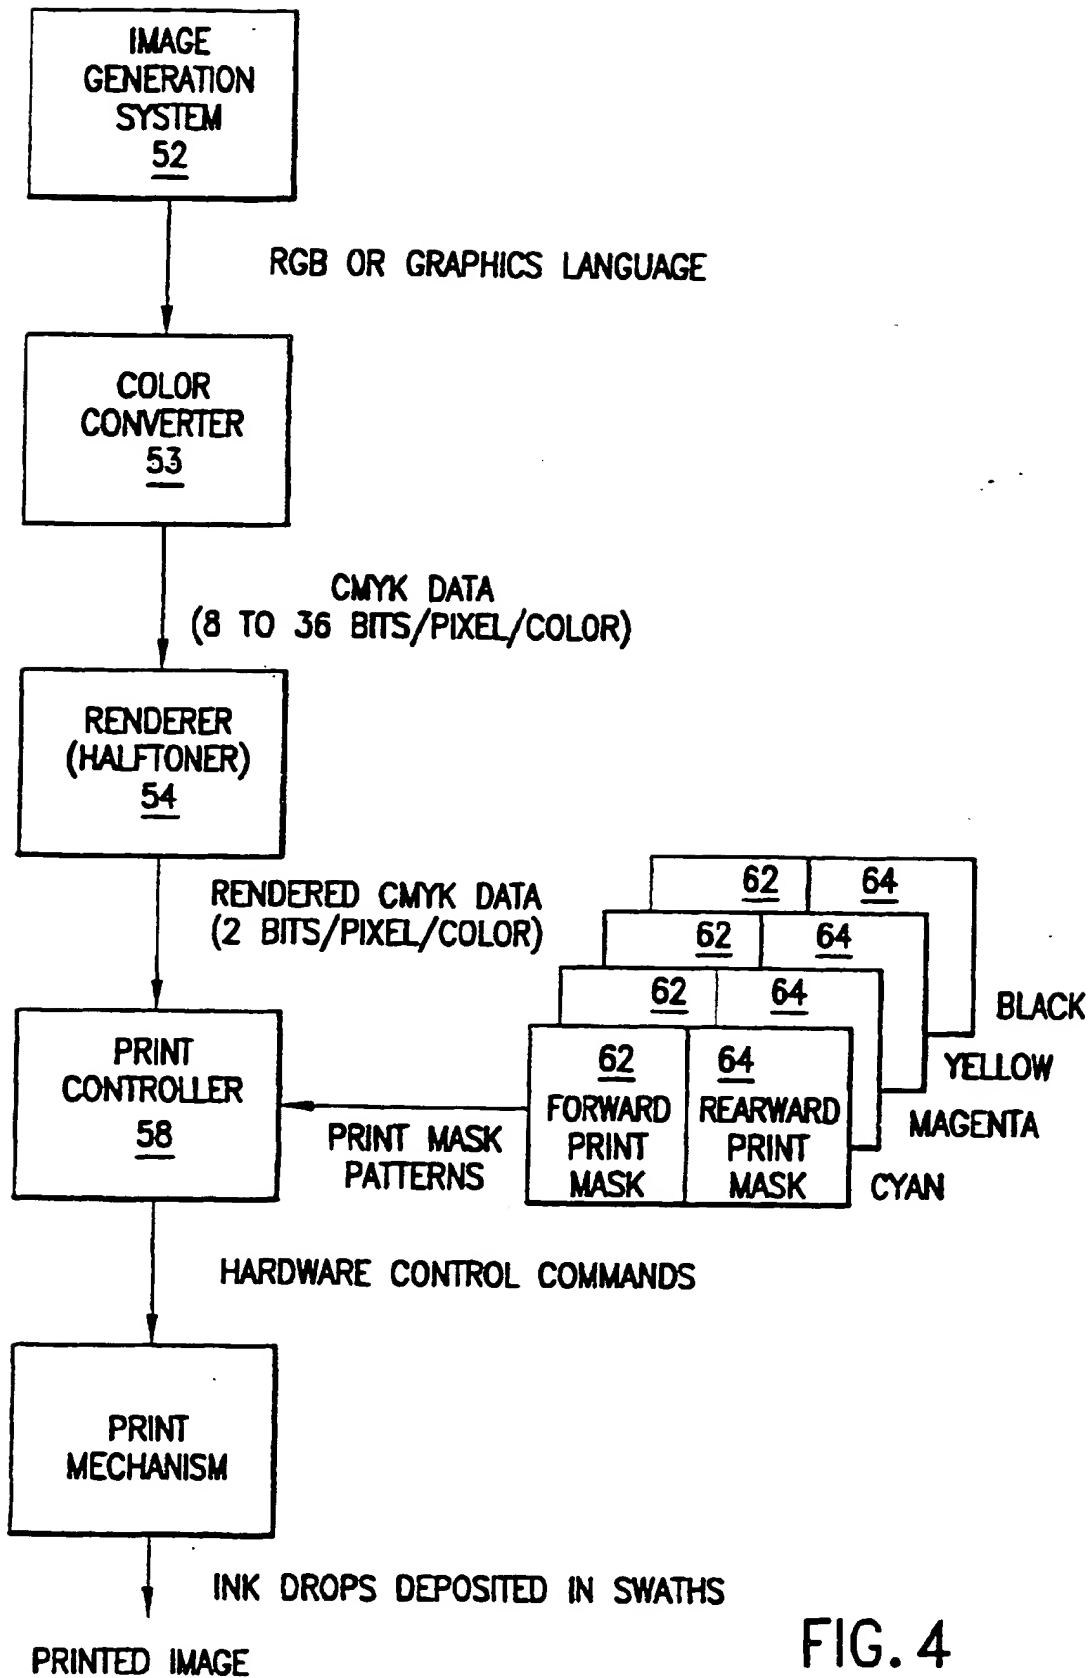 IMAGE
GENERATION
SYSTEM
52
RGB OR GRAPHICS LANGUAGE
COLOR
CONVERTER
53
CMYK DATA
(8 TO 36 BITS/PIXEL/COLOR)
RENDERER
(HALFTONER)
54
RENDERED CMYK DATA
(2 BITS/PIXEL/COLOR)
62 64
62 64
62 64
BLACK
YELLOW
MAGENTA
CYAN
62
FORWARD
PRINT
MASK
64
REARWARD
PRINT
MASK
PRINT MASK
PATTERNS
PRINT
CONTROLLER
58
HARDWARE CONTROL COMMANDS
PRINT
MECHANISM
INK DROPS DEPOSITED IN SWATHS
PRINTED IMAGE
FIG. 4